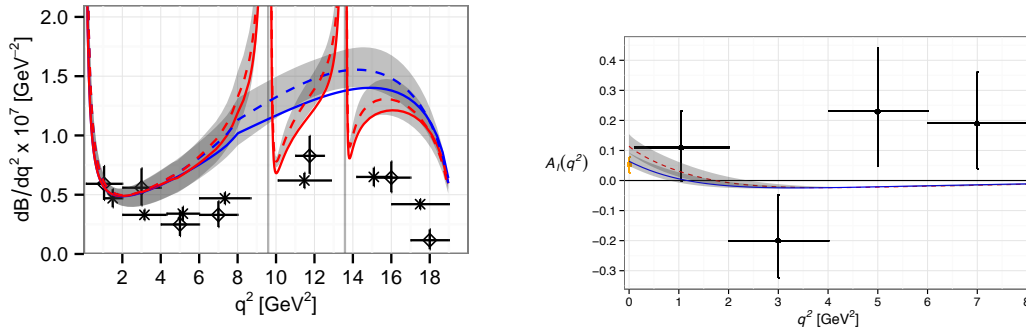 dB/dq² x 10⁷ [GeV⁻²]
2.0
1.5
1.0
0.5
0.0
2 4 6 8 10 12 14 16 18
q² [GeV²]
A_I(q²)
0.4
0.3
0.2
0.1
0.0
−0.1
−0.2
−0.3
0 1 2 3 4 5 6 7 8
q² [GeV²]